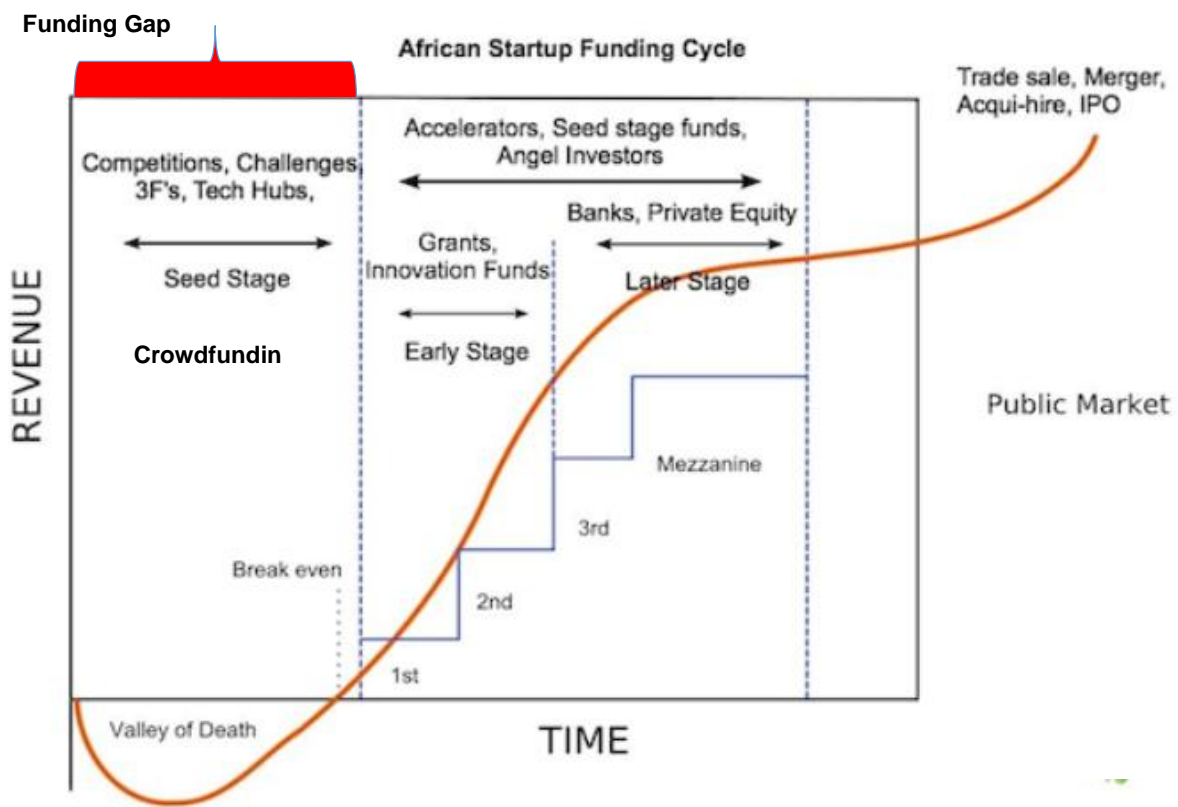 Funding Gap
African Startup Funding Cycle
Trade sale, Merger,
Acqui-hire, IPO
Accelerators, Seed stage funds,
Angel Investors
Competitions, Challenges,
3F's, Tech Hubs,
Banks, Private Equity
Grants,
Innovation Funds
Seed Stage
Later Stage
Early Stage
Crowdfundin
REVENUE
Public Market
Mezzanine
3rd
Break even
2nd
1st
Valley of Death
TIME